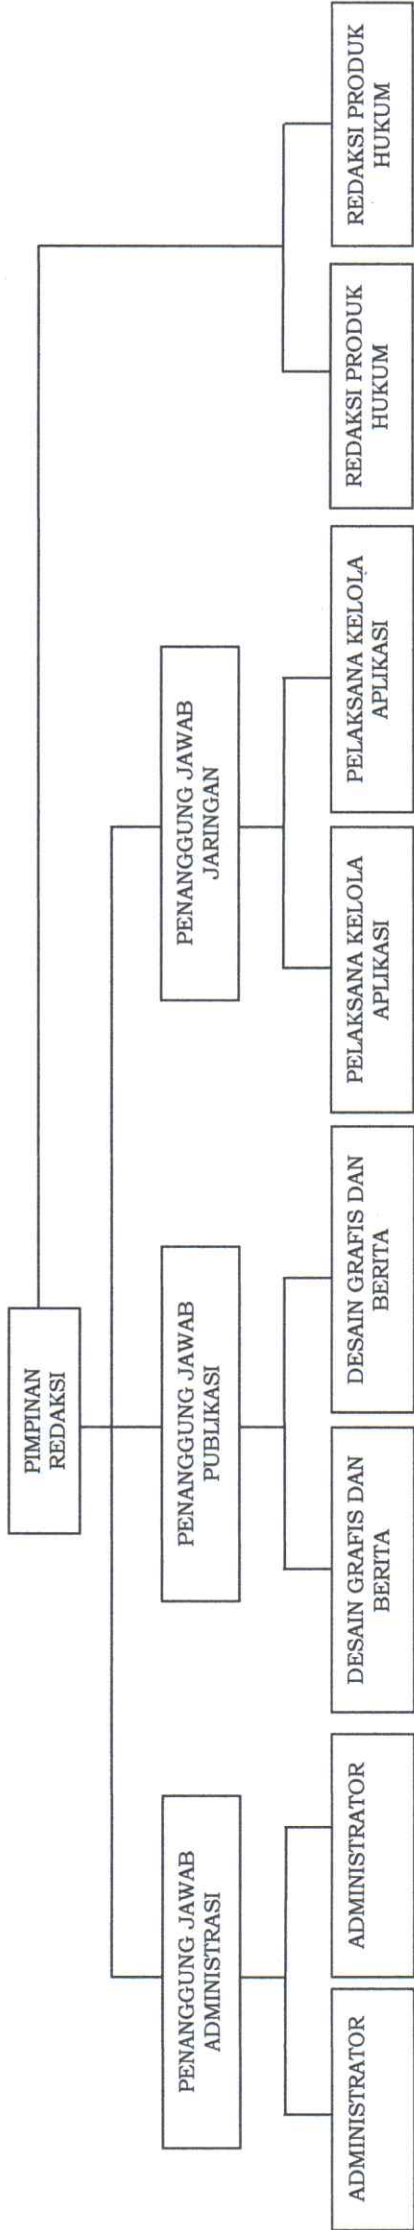 PIMPINAN
REDAKSI
PENANGGUNG JAWAB
ADMINISTRASI
PENANGGUNG JAWAB
PUBLIKASI
PENANGGUNG JAWAB
JARINGAN
ADMINISTRATOR
ADMINISTRATOR
DESAIN GRAFIS DAN
BERITA
DESAIN GRAFIS DAN
BERITA
PELAKSANA KELOLA
APLIKASI
PELAKSANA KELOLA
APLIKASI
REDAKSI PRODUK
HUKUM
REDAKSI PRODUK
HUKUM